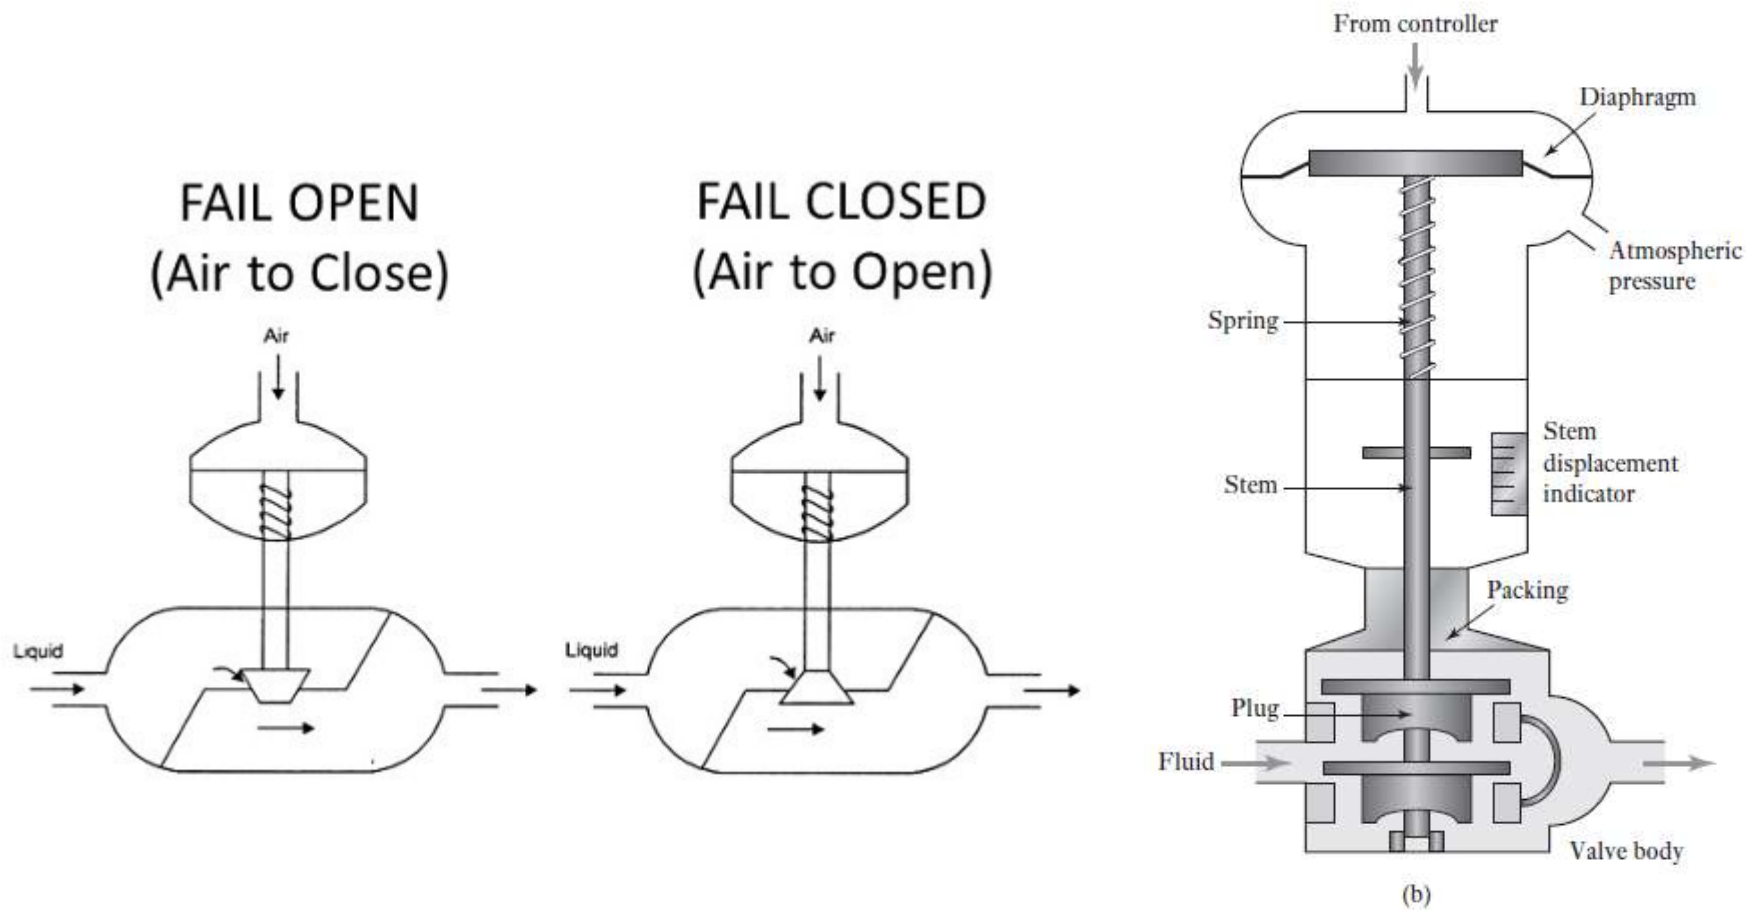 FAIL OPEN
(Air to Close)
Air
Liquid
FAIL CLOSED
(Air to Open)
Air
Liquid
From controller
Diaphragm
Atmospheric
pressure
Spring
Stem
displacement
indicator
Stem
Packing
Plug
Fluid
Valve body
(b)